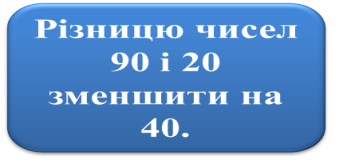 Різницю чисел
90 і 20
зменшити на
40.